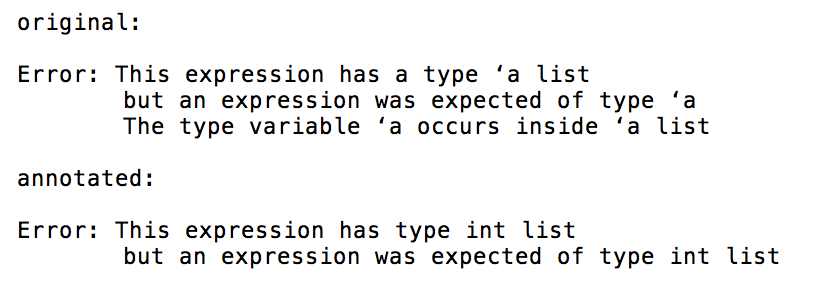 original:
Error: This expression has a type ‘a list
but an expression was expected of type ‘a
The type variable ‘a occurs inside ‘a list
annotated:
Error: This expression has type int list
but an expression was expected of type int list